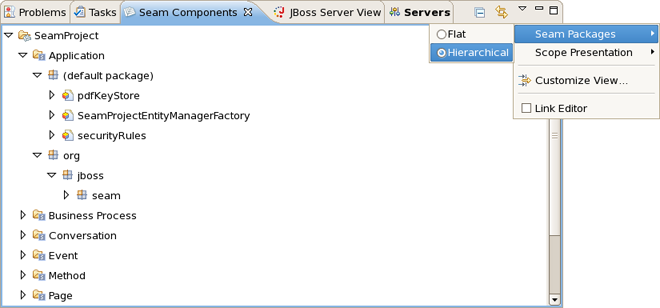 Problems Tasks Seam Components JBoss Server View Servers
Flat
Hierarchical
Seam Packages
Scope Presentation
Customize View...
Link Editor
SeamProject
Application
(default package)
pdfKeyStore
SeamProjectEntityManagerFactory
securityRules
org
jboss
seam
Business Process
Conversation
Event
Method
Page